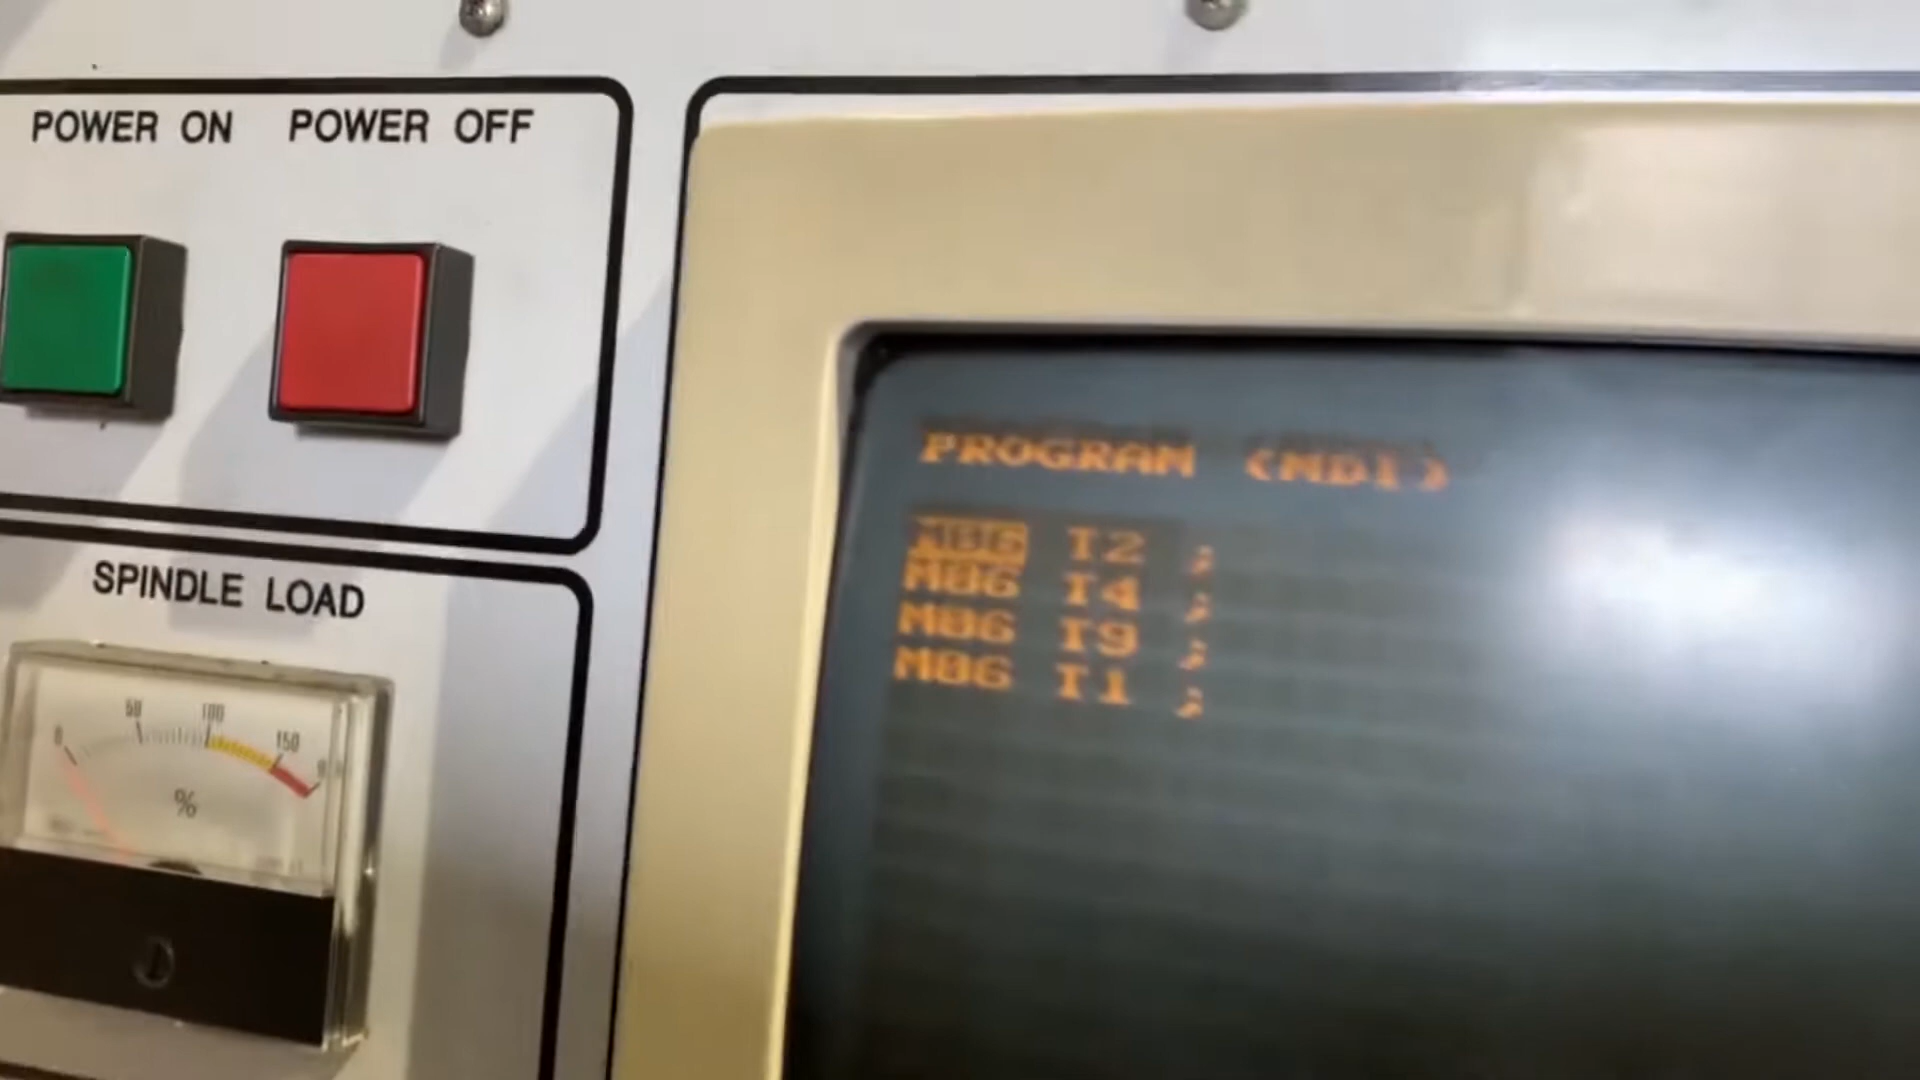 POWER ON
POWER OFF
SPINDLE LOAD
0 50 100 150
%
PROGRAM (MDI)
M06 T2 ;
M06 T4 ;
M06 T9 ;
M06 T1 ;